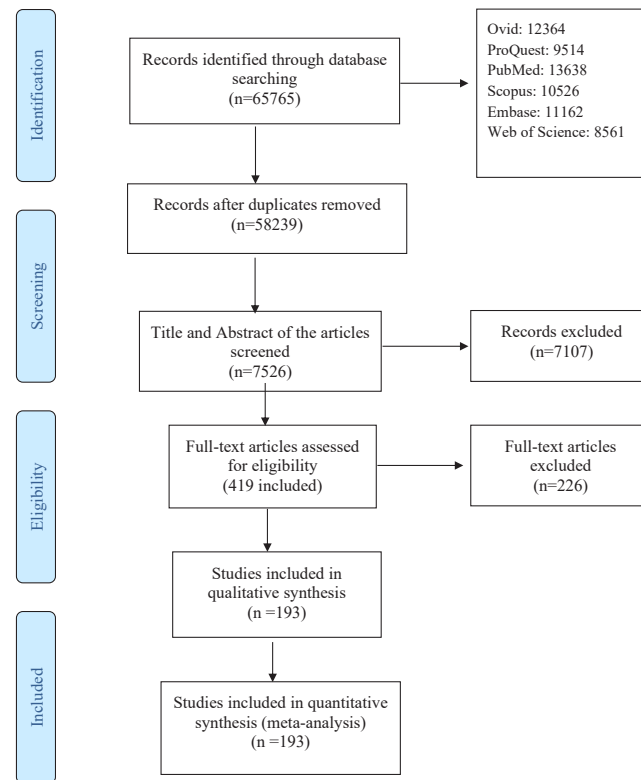 Identification
Records identified through database
searching
(n=65765)
Ovid: 12364
ProQuest: 9514
PubMed: 13638
Scopus: 10526
Embase: 11162
Web of Science: 8561
Records after duplicates removed
(n=58239)
Screening
Title and Abstract of the articles
screened
(n=7526)
Records excluded
(n=7107)
Eligibility
Full-text articles assessed
for eligibility
(419 included)
Full-text articles
excluded
(n=226)
Studies included in
qualitative synthesis
(n =193)
Included
Studies included in quantitative
synthesis (meta-analysis)
(n =193)